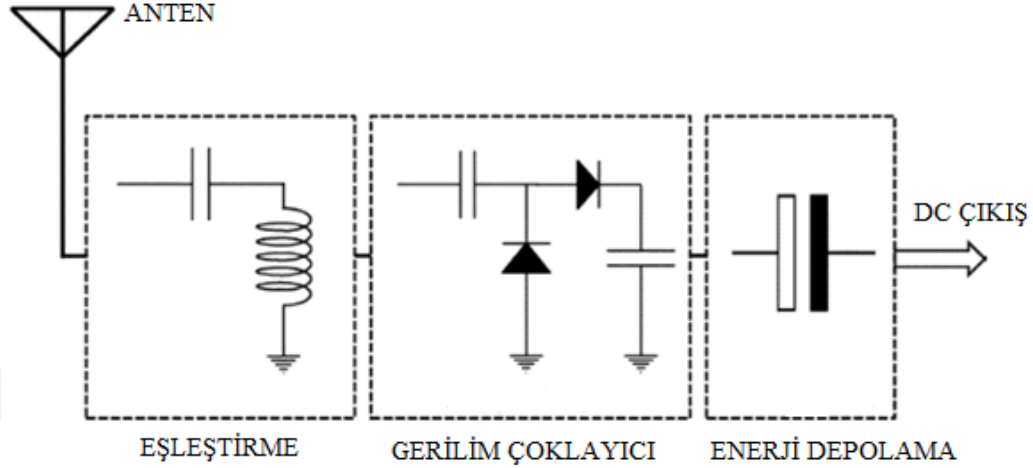 ANTEN
DC ÇIKIŞ
EŞLEŞTİRME
GERİLİM ÇOKLAYICI
ENERJİ DEPOLAMA